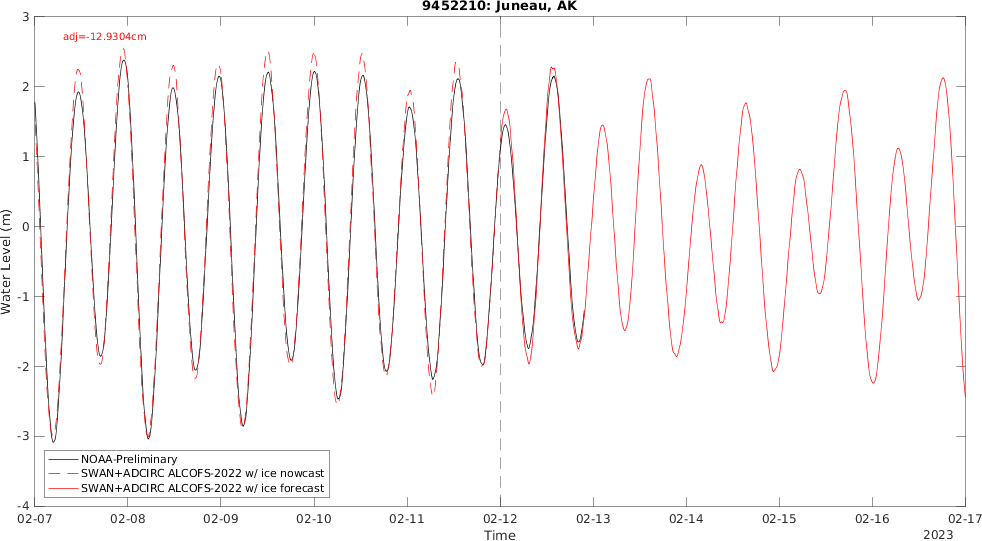 9452210: Juneau, AK
adj=-12.9304cm
Water Level (m)
3
2
1
0
-1
-2
-3
-4
NOAA-Preliminary
SWAN+ADCIRC ALCOFS-2022 w/ ice nowcast
SWAN+ADCIRC ALCOFS-2022 w/ ice forecast
02-07 02-08 02-09 02-10 02-11 02-12 02-13 02-14 02-15 02-16 02-17
Time
2023